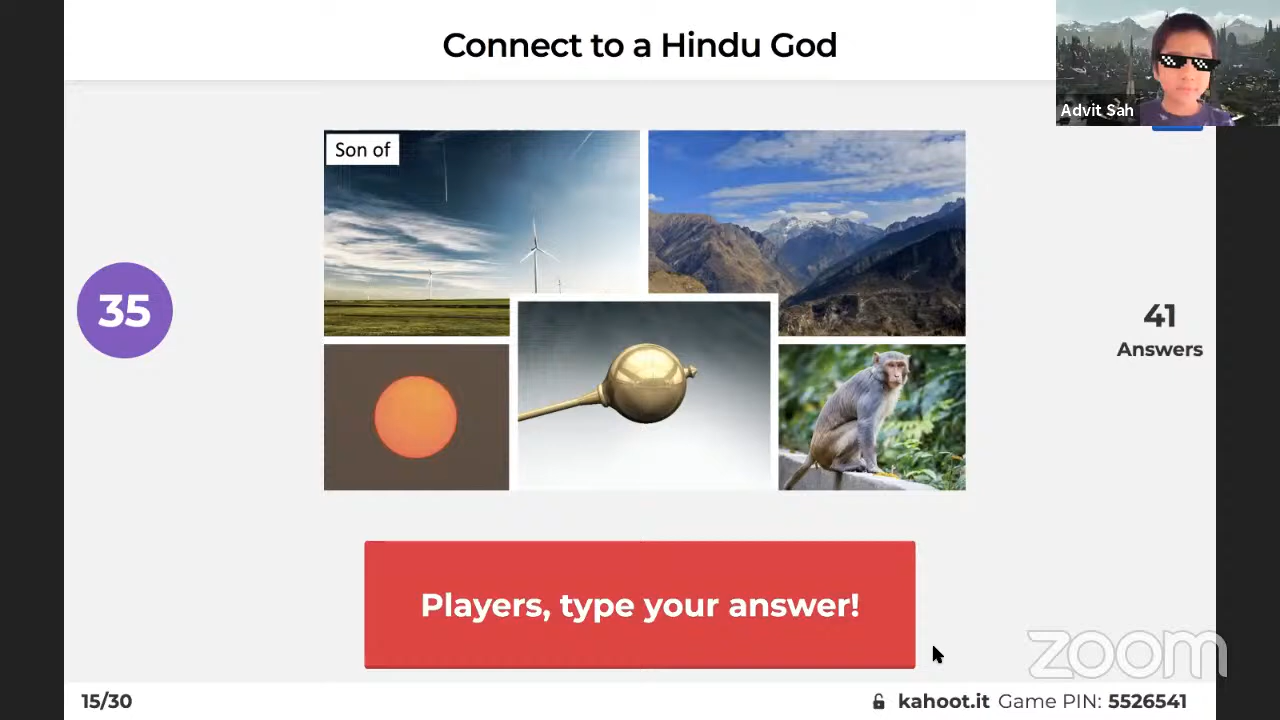 Connect to a Hindu God
Advit Sah
Son of
35
41
Answers
Players, type your answer!
zoom
15/30
kahoot.it Game PIN: 5526541